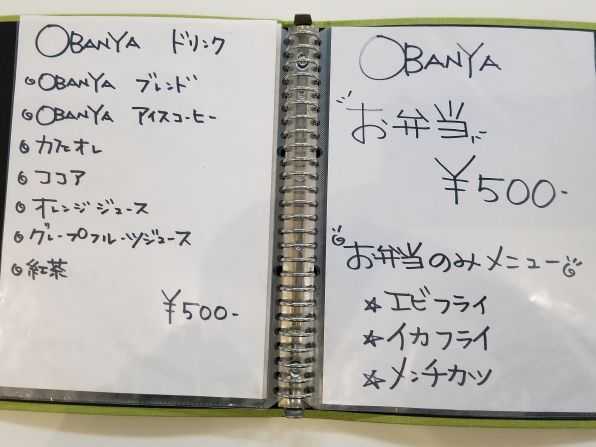 OBANYA ドリンク
OBANYA ブレンド
OBANYA アイスコーヒー
カフェオレ
ココア
オレンジジュース
グレープフルーツジュース
紅茶
¥500-
OBANYA
お弁当
¥500-
お弁当のみメニュー
☆エビフライ
☆イカフライ
☆メンチカツ